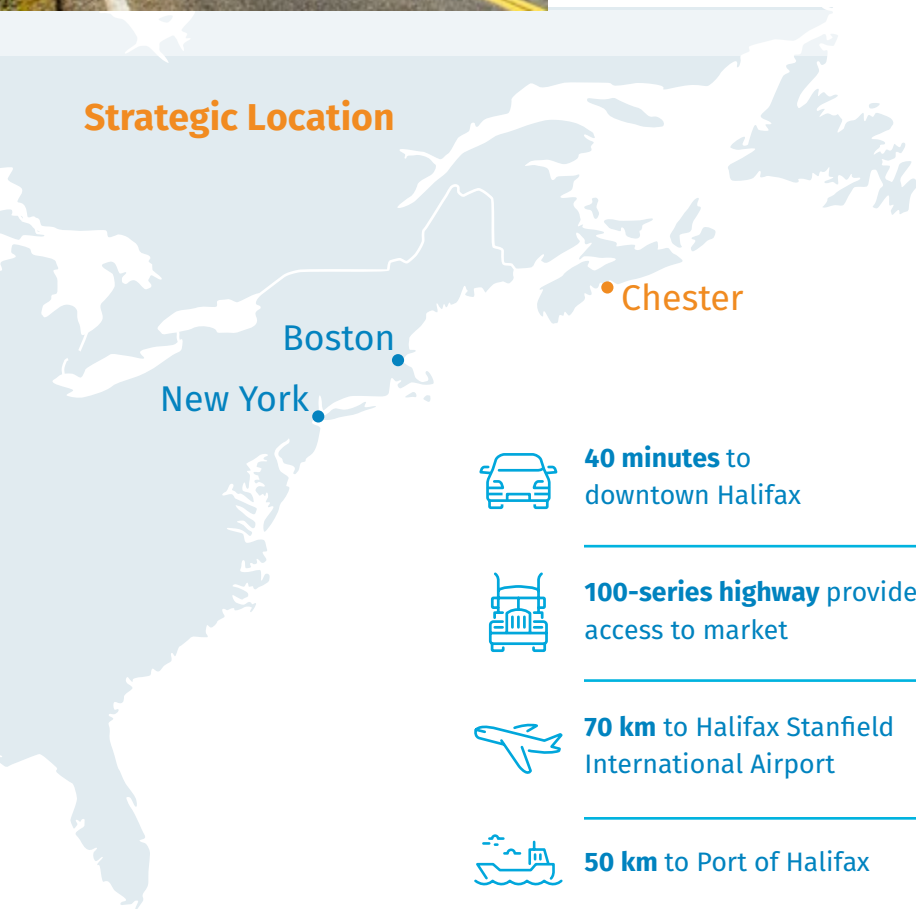 Strategic Location
Chester
Boston
New York
40 minutes to
downtown Halifax
100-series highway provide
access to market
70 km to Halifax Stanfield
International Airport
50 km to Port of Halifax